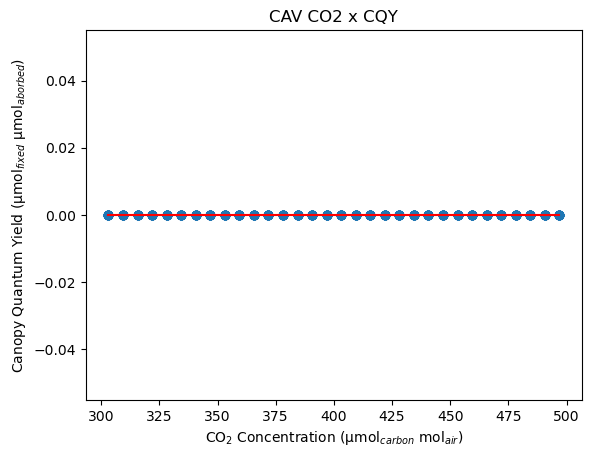 CAV CO2 x CQY
Canopy Quantum Yield (µmol_fixed µmol_aborbed)
0.04
0.02
0.00
−0.02
−0.04
300 325 350 375 400 425 450 475 500
CO₂ Concentration (µmol_carbon mol_air)